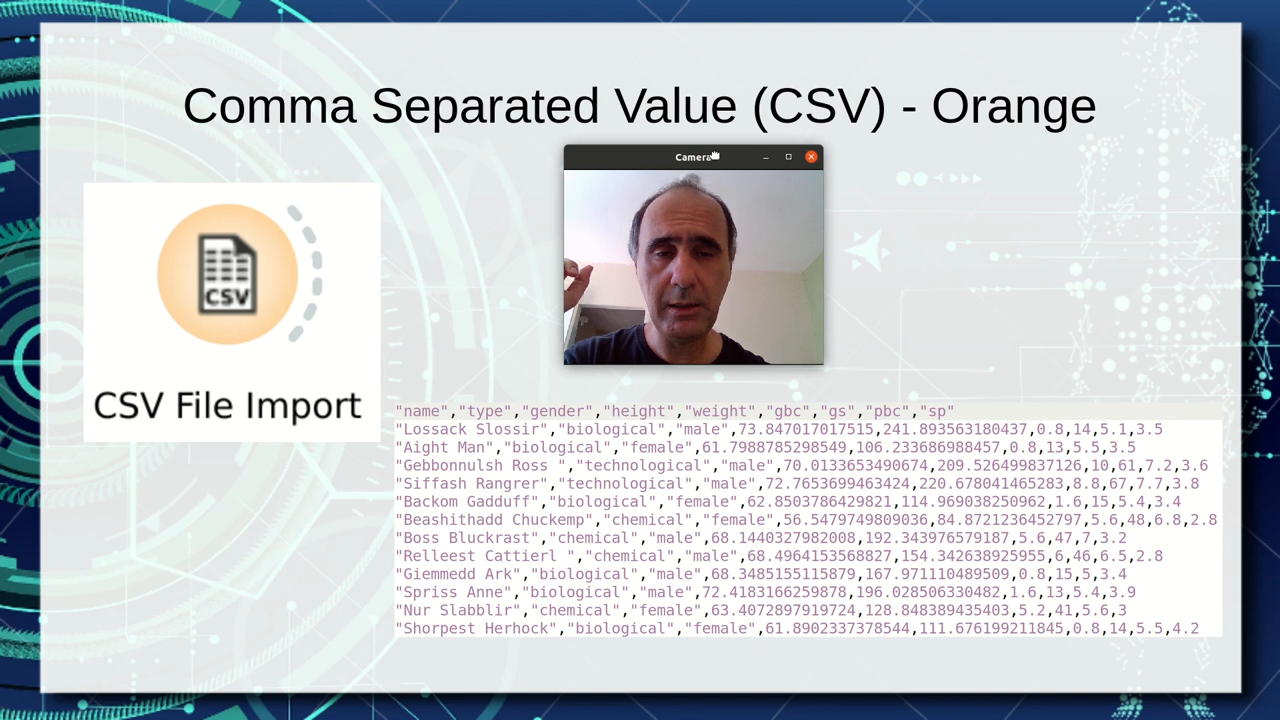 Comma Separated Value (CSV) - Orange
Camera
CSV
CSV File Import
"name","type","gender","height","weight","gbc","gs","pbc","sp"
"Lossack Slossir","biological","male",73.847017017515,241.893563180437,0.8,14,5.1,3.5
"Aight Man","biological","female",61.7988785298549,106.233686988457,0.8,13,5.5,3.5
"Gebbonnulsh Ross ","technological","male",70.0133653490674,209.526499837126,10,61,7.2,3.6
"Siffash Rangrer","technological","male",72.7653699463424,220.678041465283,8.8,67,7.7,3.8
"Backom Gadduff","biological","female",62.8503786429821,114.969038250962,1.6,15,5.4,3.4
"Beashithadd Chuckemp","chemical","female",56.5479749809036,84.8721236452797,5.6,48,6.8,2.8
"Boss Bluckrast","chemical","male",68.1440327982008,192.343976579187,5.6,47,7,3.2
"Relleest Cattierl ","chemical","male",68.4964153568827,154.342638925955,6,46,6.5,2.8
"Giemmedd Ark","biological","male",68.3485155115879,167.971110489509,0.8,15,5,3.4
"Spriss Anne","biological","male",72.4183166259878,196.028506330482,1.6,13,5.4,3.9
"Nur Slabblir","chemical","female",63.4072897919724,128.848389435403,5.2,41,5.6,3
"Shorpest Herhock","biological","female",61.8902337378544,111.676199211845,0.8,14,5.5,4.2